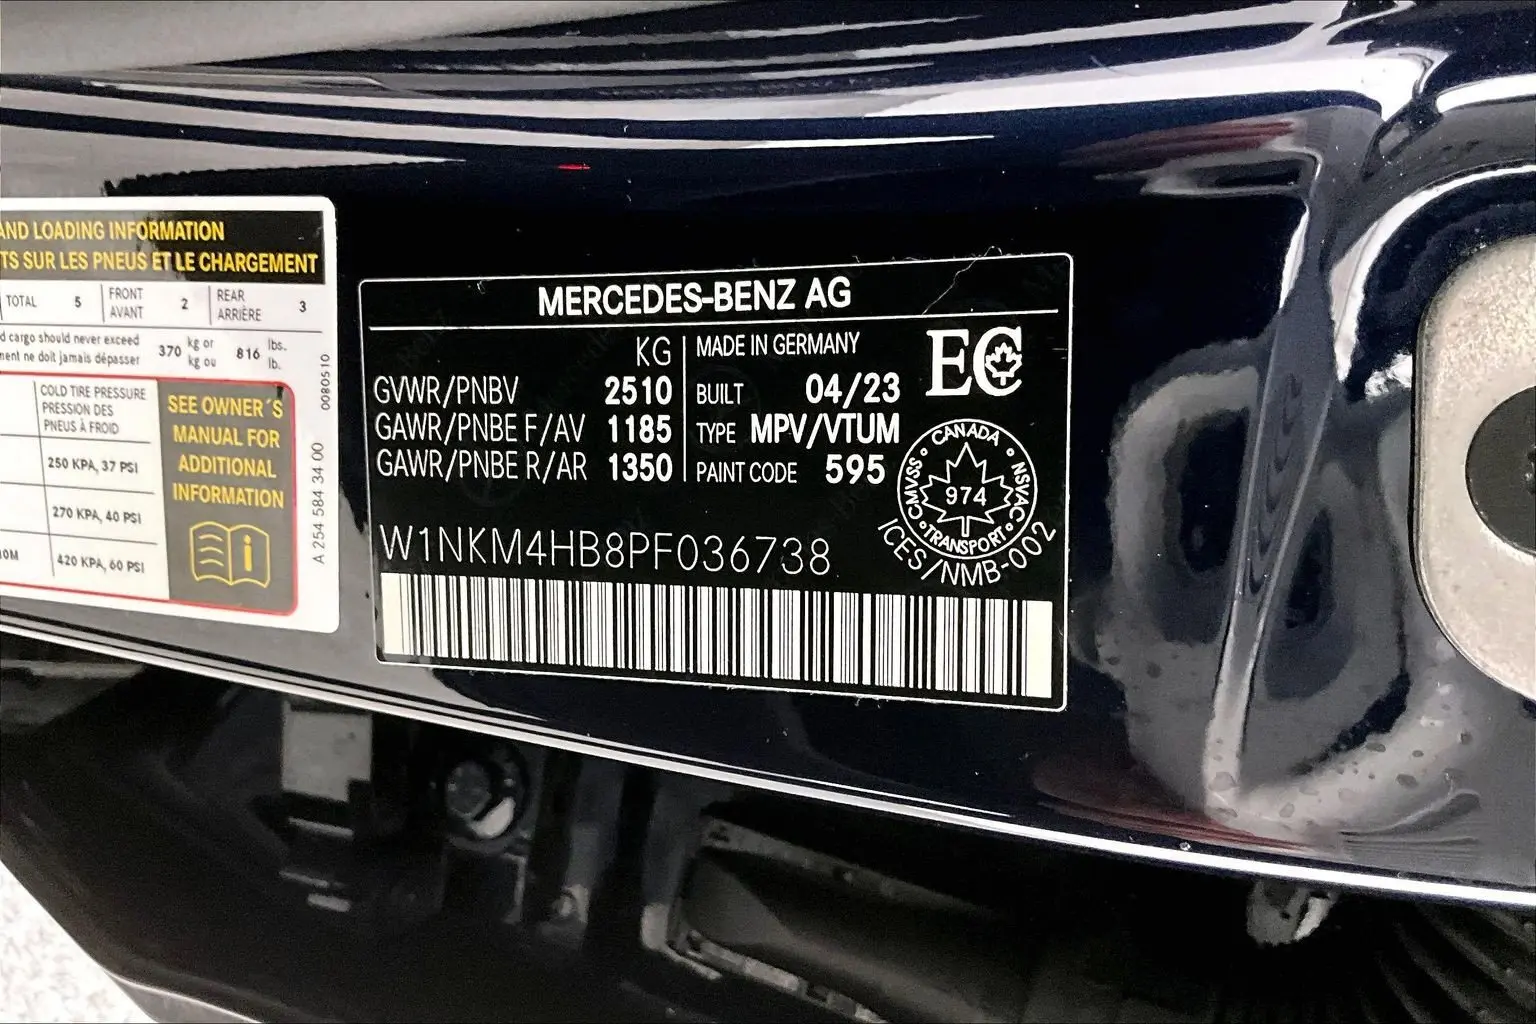 AND LOADING INFORMATION
TS SUR LES PNEUS ET LE CHARGEMENT
TOTAL 5 FRONT AVANT 2 REAR ARRIÈRE 3
d cargo should never exceed
ment ne doit jamais dépasser
370 kg or kg ou 816 lbs. lb.
COLD TIRE PRESSURE
PRESSION DES
PNEUS À FROID
250 KPA, 37 PSI
270 KPA, 40 PSI
420 KPA, 60 PSI
SEE OWNER´S
MANUAL FOR
ADDITIONAL
INFORMATION
0080510
A 254 584 34 00
MERCEDES-BENZ AG
KG
GVWR/PNBV 2510
GAWR/PNBE F/AV 1185
GAWR/PNBE R/AR 1350
MADE IN GERMANY
BUILT 04/23
TYPE MPV/VTUM
PAINT CODE 595
EC
CANADA
CMVSS 974 NSVAC
TRANSPORT
ICES/NMB-002
W1NKM4HB8PF036738